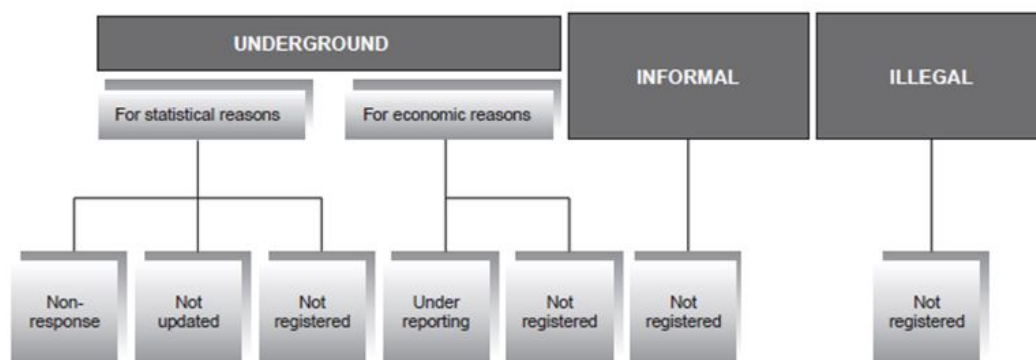 UNDERGROUND
INFORMAL
ILLEGAL
For statistical reasons
For economic reasons
Non-
response
Not
updated
Not
registered
Under
reporting
Not
registered
Not
registered
Not
registered